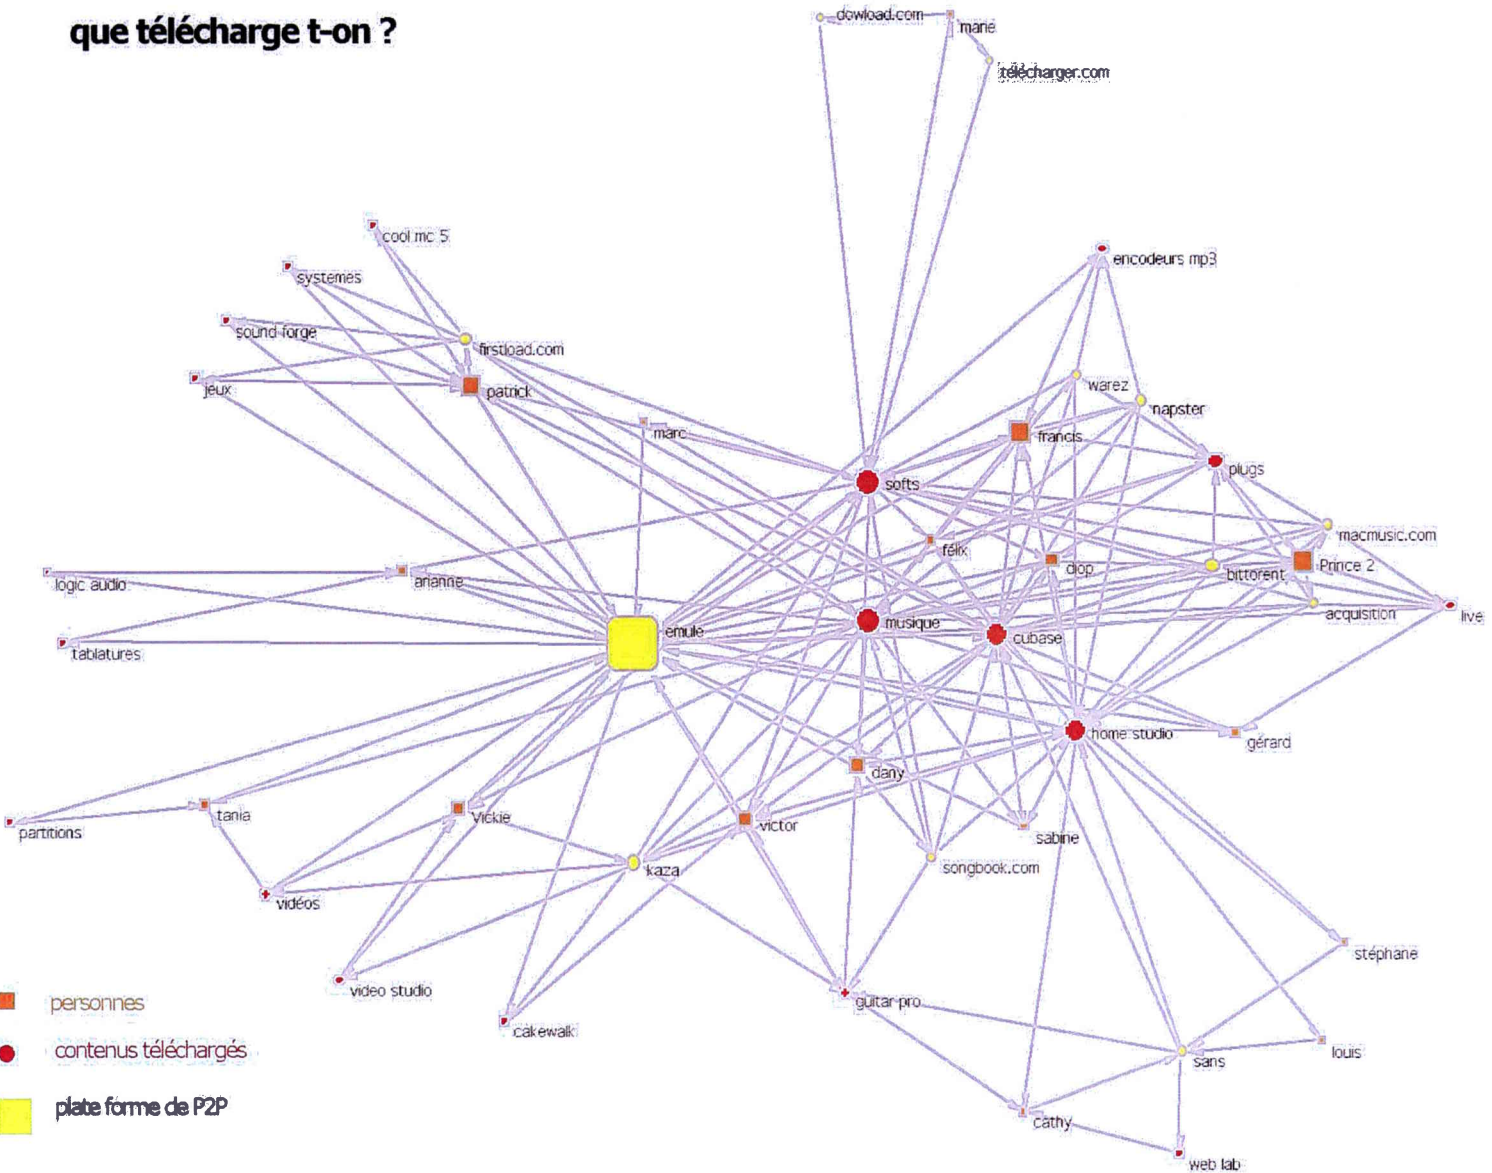 que télécharge t-on ?
dowload.com
marie
télécharger.com
cool mc 5
encodeurs mp3
systemes
sound forge
firstload.com
warez
jeux
patrick
napster
marc
francis
plugs
softs
macmusic.com
félix
Prince 2
diop
bittorent
logic audio
arianne
acquisition
live
musique
emule
cubase
tablatures
home studio
gérard
dany
tania
Vickie
victor
partitions
sabine
kaza
songbook.com
vidéos
stéphane
video studio
personnes
guitar pro
cakewalk
contenus téléchargés
louis
sans
plate forme de P2P
cathy
web lab